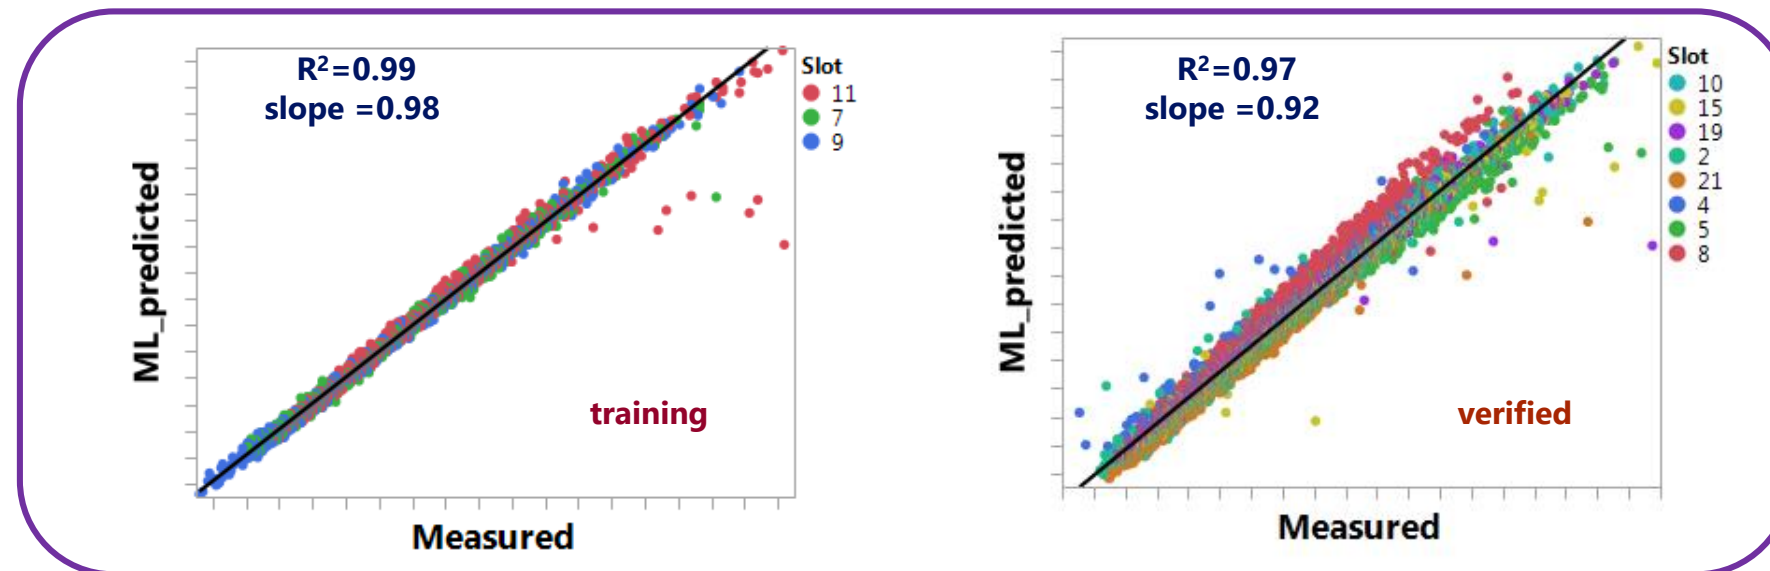 R²=0.99
slope =0.98
Slot
11
7
9
ML_predicted
training
Measured
R²=0.97
slope =0.92
Slot
10
15
19
2
21
4
5
8
ML_predicted
verified
Measured